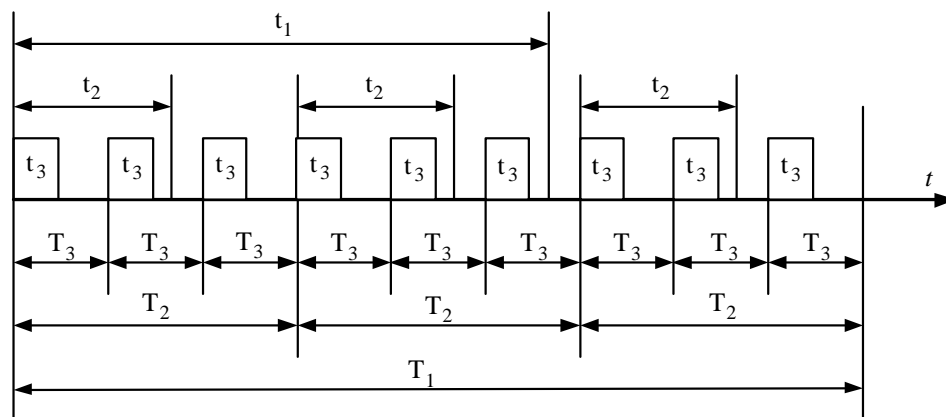 t₁
t₂ t₂ t₂
t₃ t₃ t₃ t₃ t₃ t₃ t₃ t₃ t₃
t
T₃ T₃ T₃ T₃ T₃ T₃ T₃ T₃ T₃
T₂ T₂ T₂
T₁